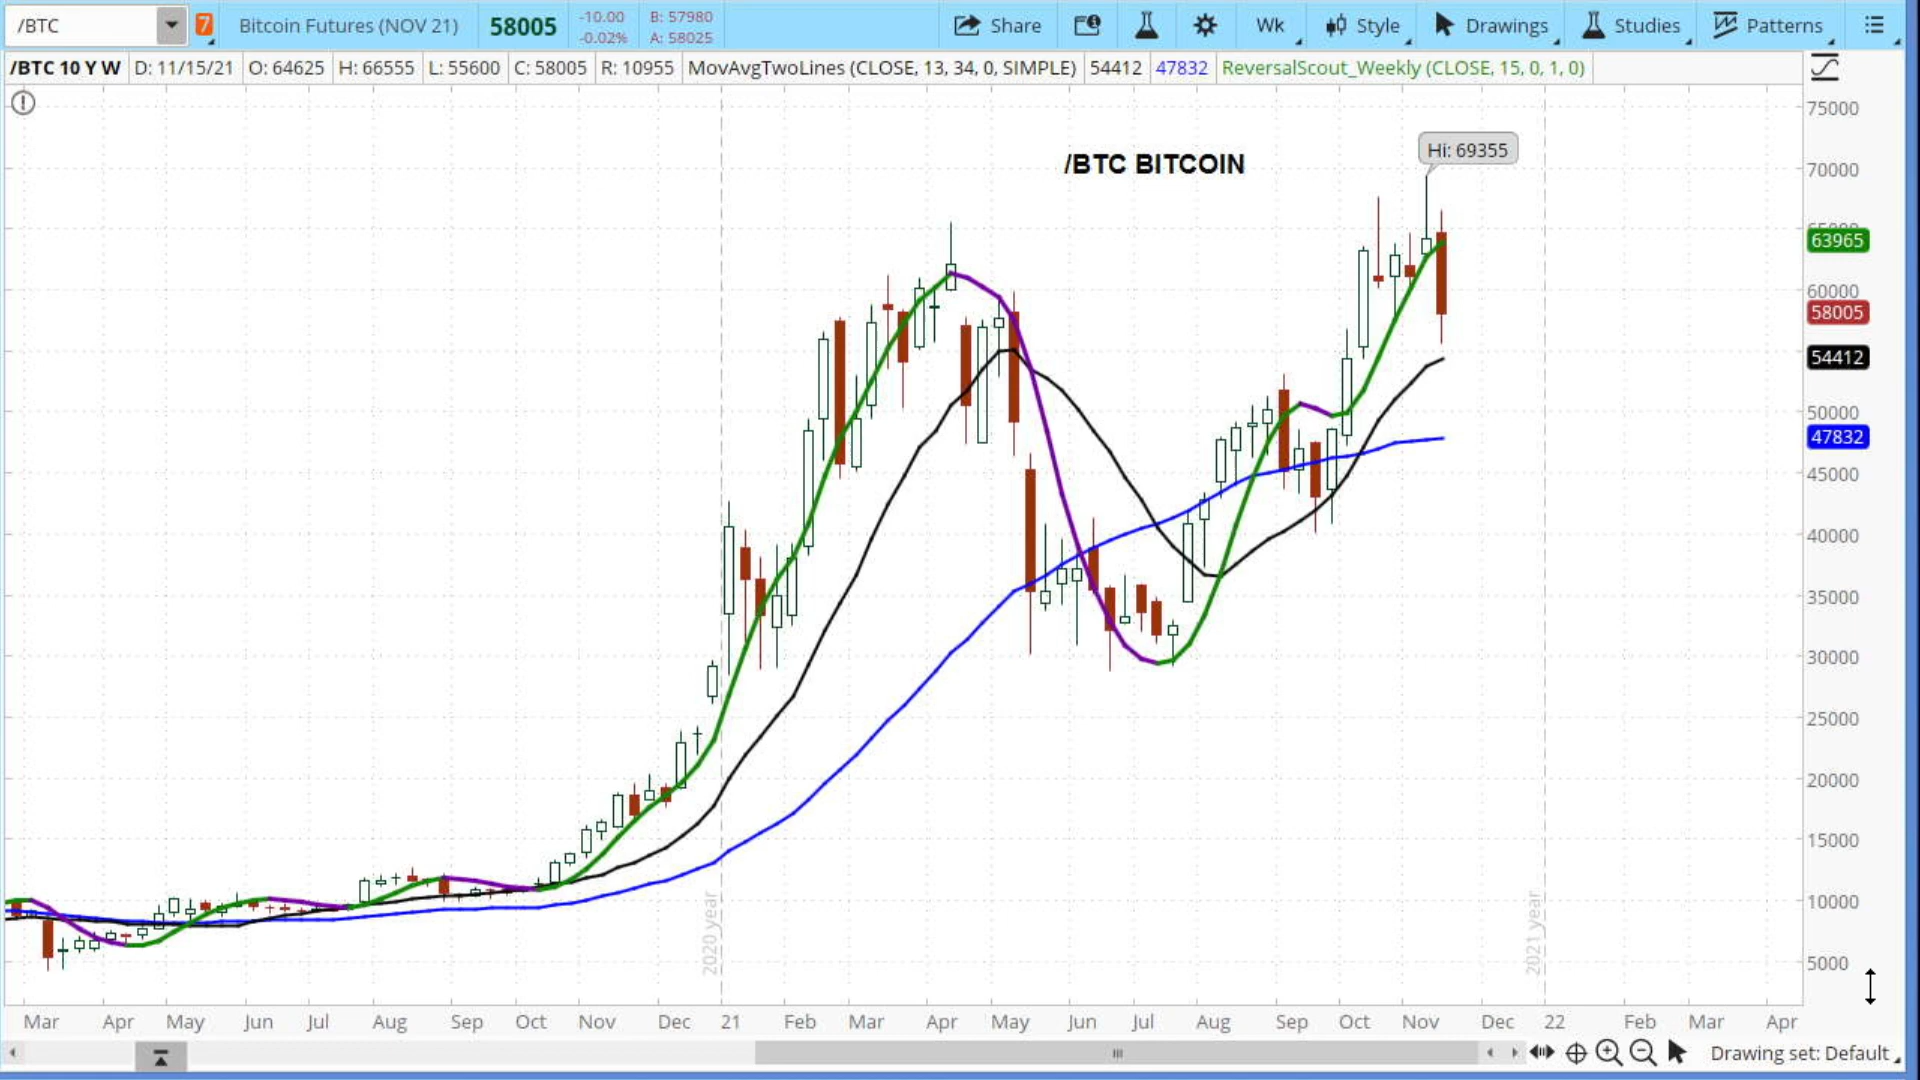 /BTC 7 Bitcoin Futures (NOV 21) 58005 -10.00 -0.02% B: 57980 A: 58025 Share Wk Style Drawings Studies Patterns
/BTC 10 Y W D: 11/15/21 O: 64625 H: 66555 L: 55600 C: 58005 R: 10955 MovAvgTwoLines (CLOSE, 13, 34, 0, SIMPLE) 54412 47832 ReversalScout_Weekly (CLOSE, 15, 0, 1, 0)
75000
Hi: 69355
/BTC BITCOIN
70000
63965
60000
58005
54412
50000
47832
45000
40000
35000
30000
25000
20000
15000
10000
2020 year
2021 year
5000
Mar Apr May Jun Jul Aug Sep Oct Nov Dec 21 Feb Mar Apr May Jun Jul Aug Sep Oct Nov Dec 22 Feb Mar Apr
Drawing set: Default